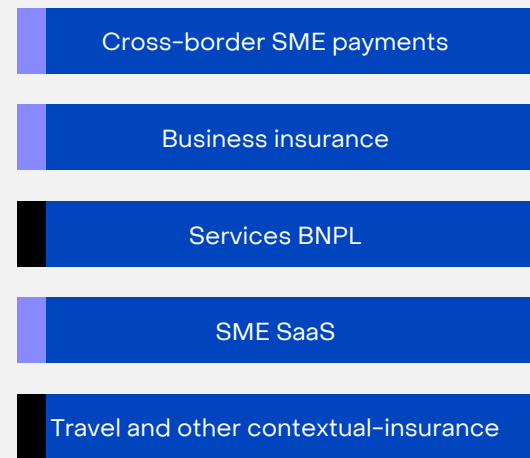 Cross-border SME payments
Business insurance
Services BNPL
SME SaaS
Travel and other contextual-insurance